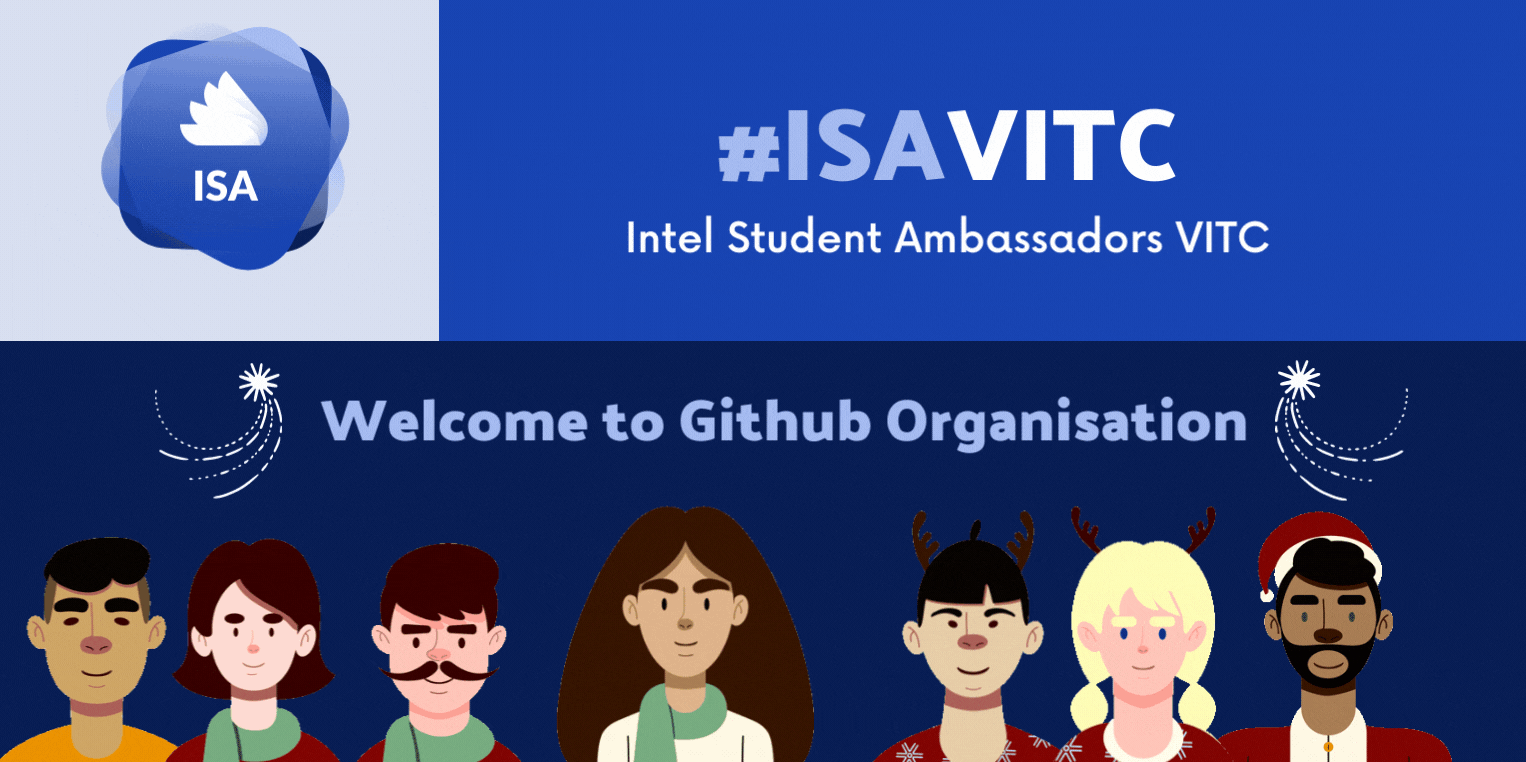 ISA
#ISAVITC
Intel Student Ambassadors VITC
Welcome to Github Organisation